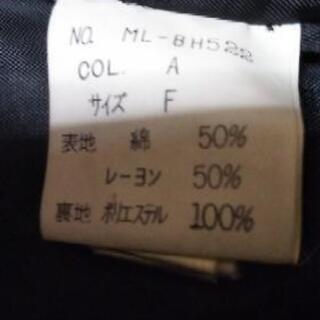 NO. ML-BH522
COL. A
サイズ F
表地 綿 50%
レーヨン 50%
裏地 ポリエステル 100%